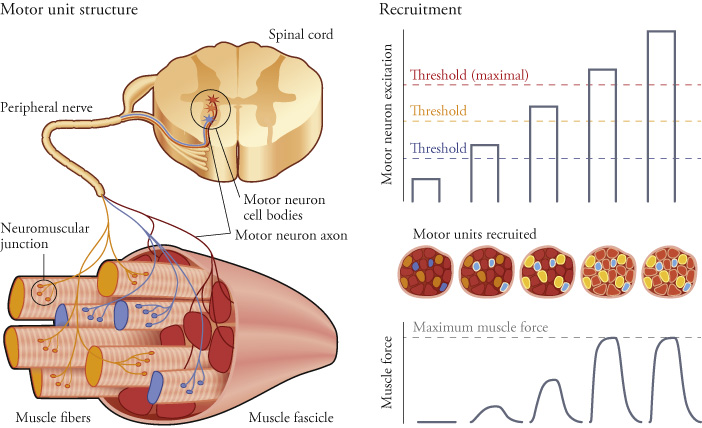 Motor unit structure
Spinal cord
Peripheral nerve
Motor neuron
cell bodies
Motor neuron axon
Neuromuscular
junction
Muscle fibers
Muscle fascicle
Recruitment
Motor neuron excitation
Threshold (maximal)
Threshold
Threshold
Motor units recruited
Muscle force
Maximum muscle force